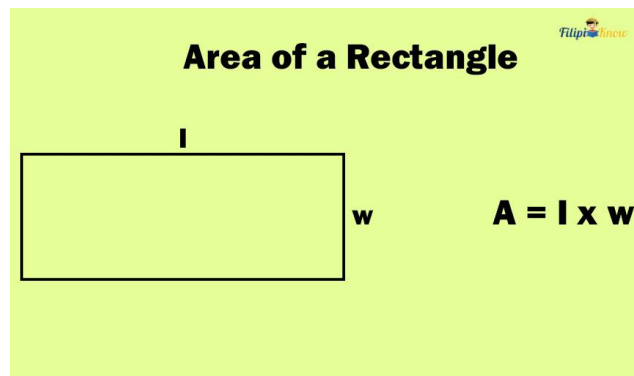 FilipiKnow
Area of a Rectangle
l
w
A = l x w